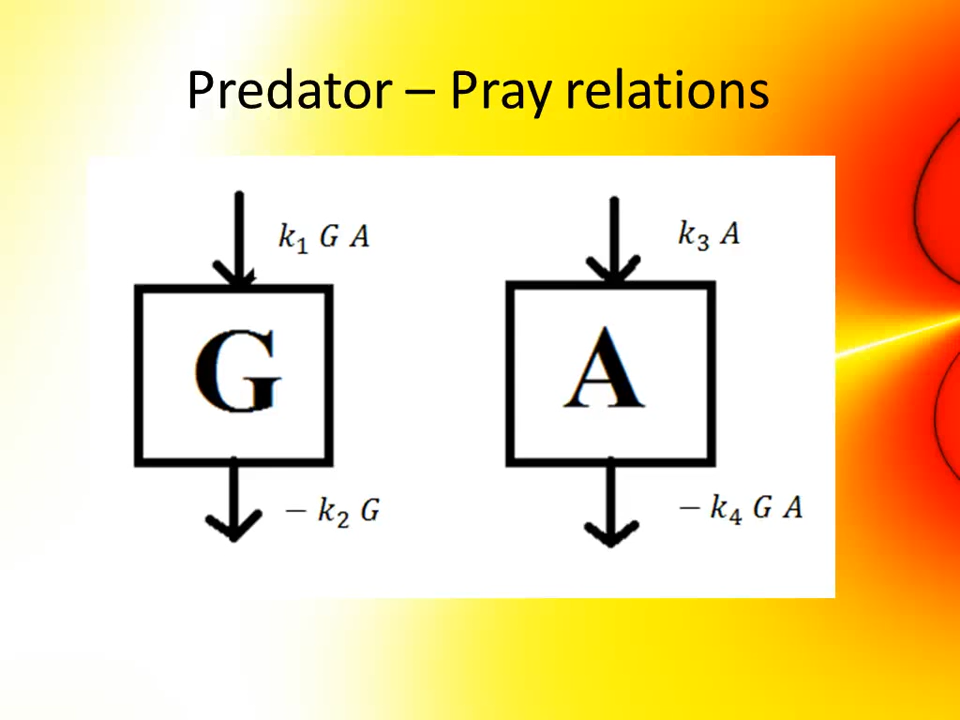 Predator – Pray relations
k₁ G A
k₃ A
G
A
– k₂ G
– k₄ G A